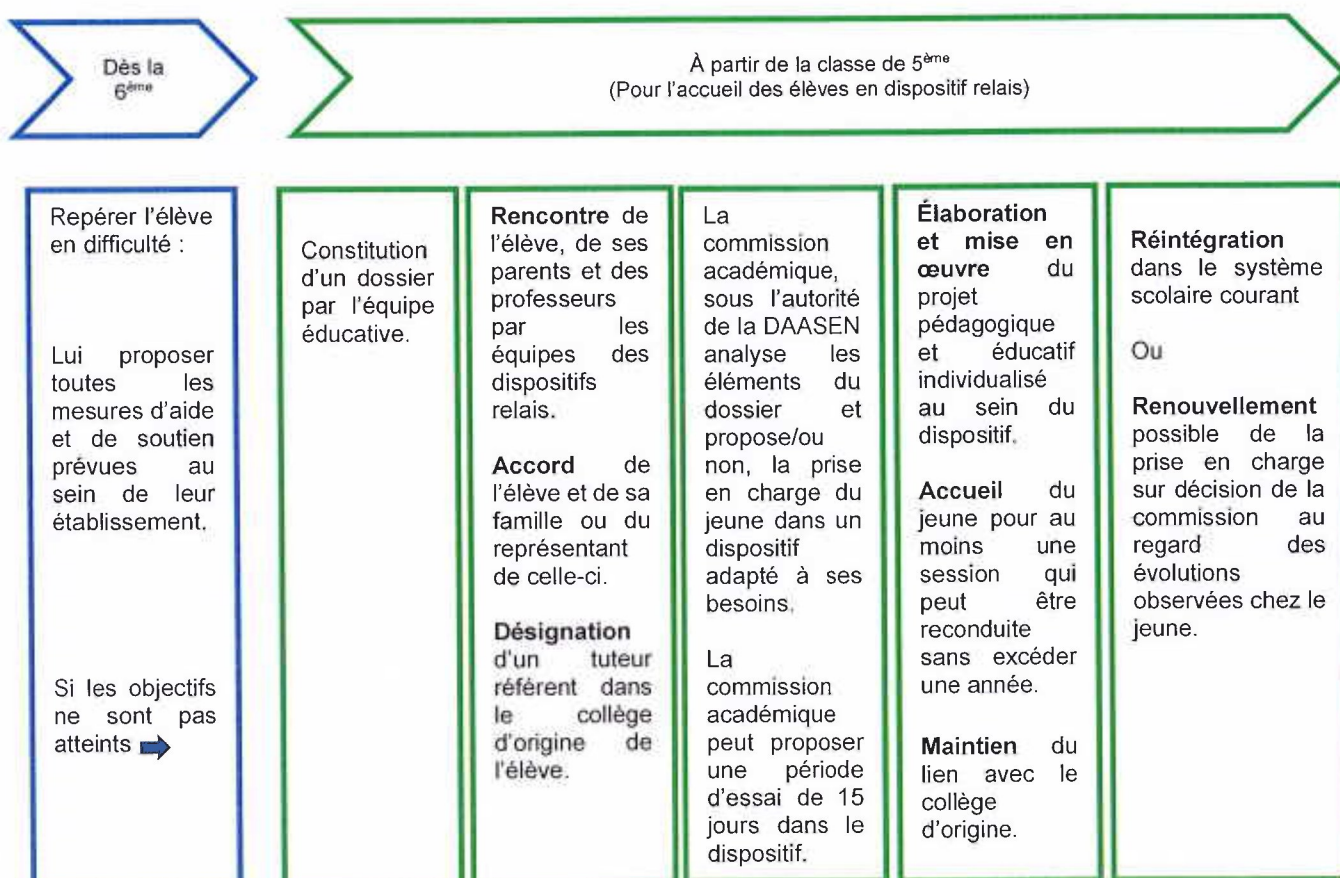 Dès la
6ème
À partir de la classe de 5ème
(Pour l'accueil des élèves en dispositif relais)
Repérer l'élève
en difficulté :
Lui proposer
toutes les
mesures d'aide
et de soutien
prévues au
sein de leur
établissement.
Si les objectifs
ne sont pas
atteints
Constitution
d'un dossier
par l'équipe
éducative.
Rencontre de
l'élève, de ses
parents et des
professeurs
par les
équipes des
dispositifs
relais.
Accord de
l'élève et de sa
famille ou du
représentant
de celle-ci.
Désignation
d'un tuteur
référent dans
le collège
d'origine de
l'élève.
La
commission
académique,
sous l'autorité
de la DAASEN
analyse les
éléments du
dossier et
propose/ou
non, la prise
en charge du
jeune dans un
dispositif
adapté à ses
besoins.
La
commission
académique
peut proposer
une période
d'essai de 15
jours dans le
dispositif.
Élaboration
et mise en
œuvre du
projet
pédagogique
et éducatif
individualisé
au sein du
dispositif.
Accueil du
jeune pour au
moins une
session qui
peut être
reconduite
sans excéder
une année.
Maintien du
lien avec le
collège
d'origine.
Réintégration
dans le système
scolaire courant
Ou
Renouvellement
possible de la
prise en charge
sur décision de la
commission au
regard des
évolutions
observées chez le
jeune.